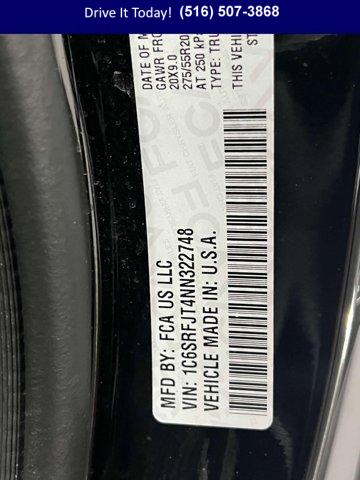 Drive It Today! (516) 507-3868
DATE OF M
GAWR FRO
20X9.0
275/55R20
AT 250 KP
TYPE: TRU
THIS VEHI
ST
MFD BY: FCA US LLC
VIN: 1C6SRFJT4NN322748
VEHICLE MADE IN: U.S.A.